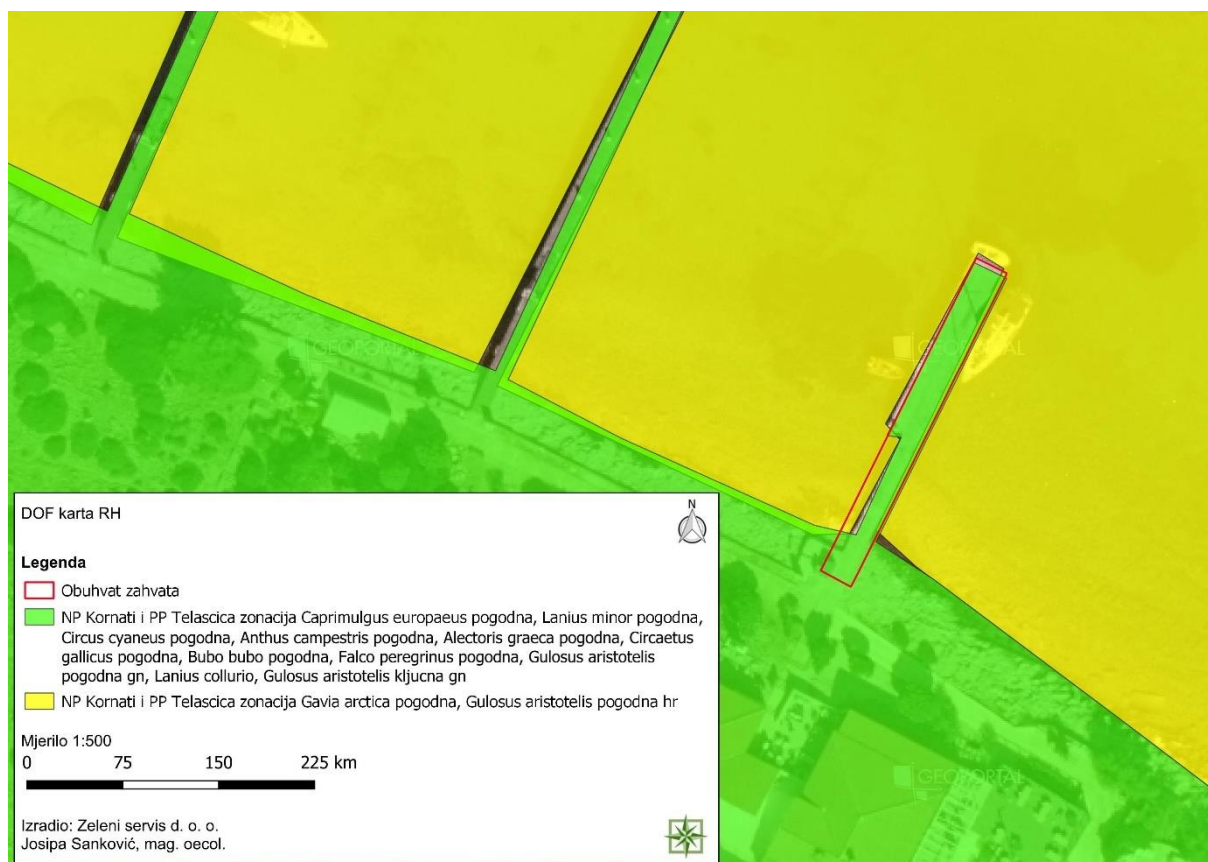 GEOPORTAL
GEOPORTAL
DOF karta RH
N
Legenda
Obuhvat zahvata
NP Kornati i PP Telascica zonacija Caprimulgus europaeus pogodna, Lanius minor pogodna,
Circus cyaneus pogodna, Anthus campestris pogodna, Alectoris graeca pogodna, Circaetus
gallicus pogodna, Bubo bubo pogodna, Falco peregrinus pogodna, Gulosus aristotelis
pogodna gn, Lanius collurio, Gulosus aristotelis kljucna gn
NP Kornati i PP Telascica zonacija Gavia arctica pogodna, Gulosus aristotelis pogodna hr
Mjerilo 1:500
0 75 150 225 km
GEOPORTAL
Izradio: Zeleni servis d. o. o.
Josipa Sanković, mag. oecol.